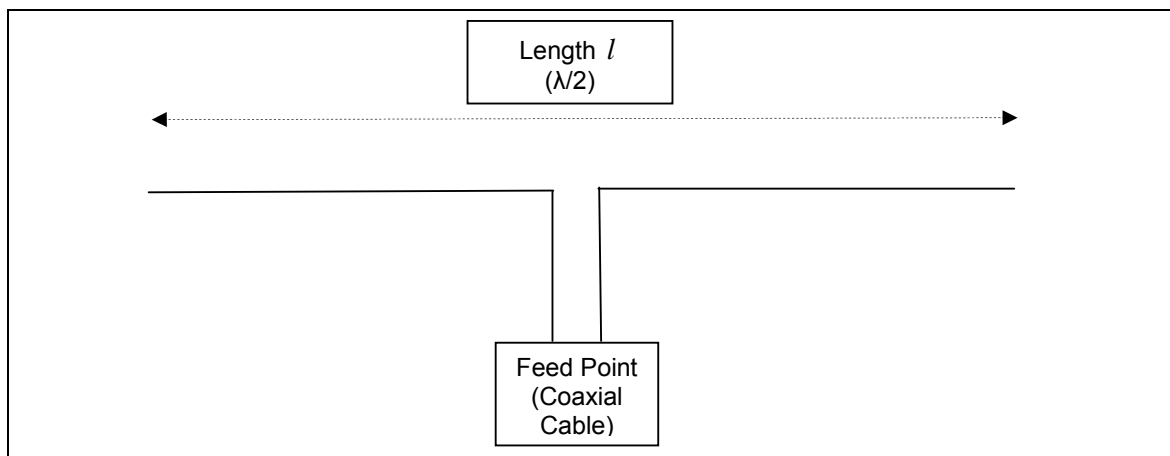 Length l
(λ/2)
Feed Point
(Coaxial
Cable)